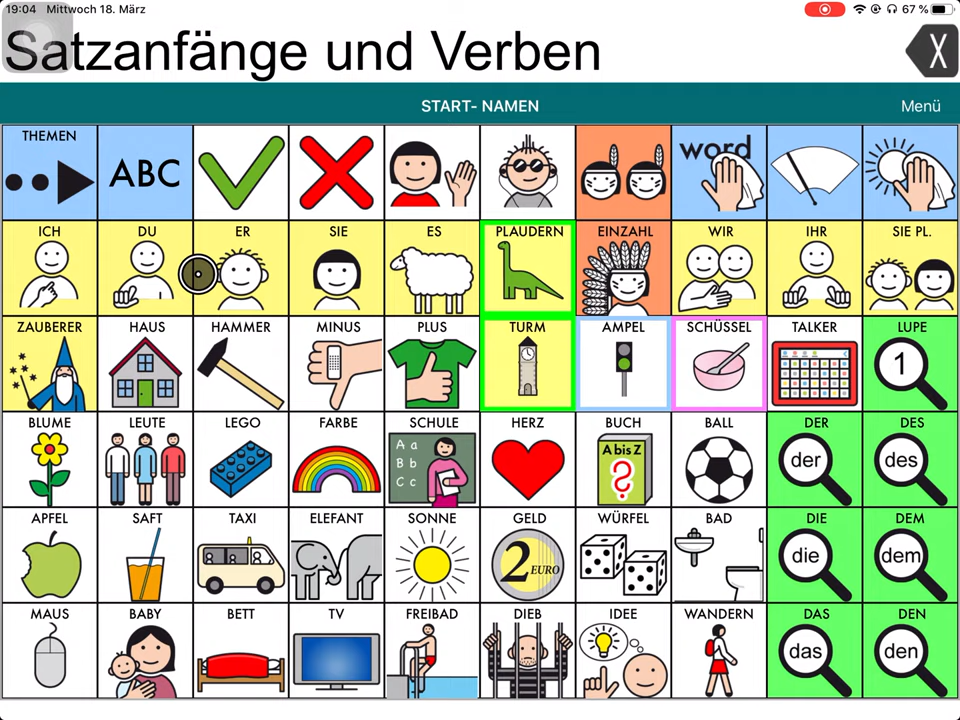 19:04 Mittwoch 18. März 67 %
Satzanfänge und Verben X
START- NAMEN Menü
THEMEN ABC word
ICH DU ER SIE ES PLAUDERN EINZAHL WIR IHR SIE PL.
ZAUBERER HAUS HAMMER MINUS PLUS TURM AMPEL SCHÜSSEL TALKER LUPE
1
BLUME LEUTE LEGO FARBE SCHULE HERZ BUCH BALL DER DES
A a
B b
C c
A bis Z
?
der des
APFEL SAFT TAXI ELEFANT SONNE GELD WÜRFEL BAD DIE DEM
2 EURO die dem
MAUS BABY BETT TV FREIBAD DIEB IDEE WANDERN DAS DEN
das den